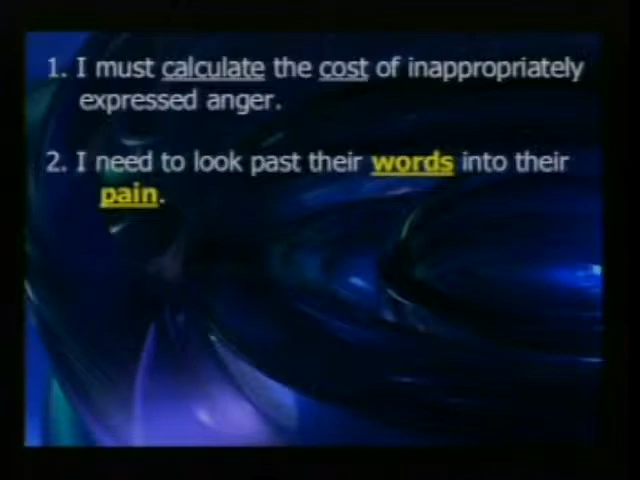 1. I must calculate the cost of inappropriately
expressed anger.
2. I need to look past their words into their
pain.